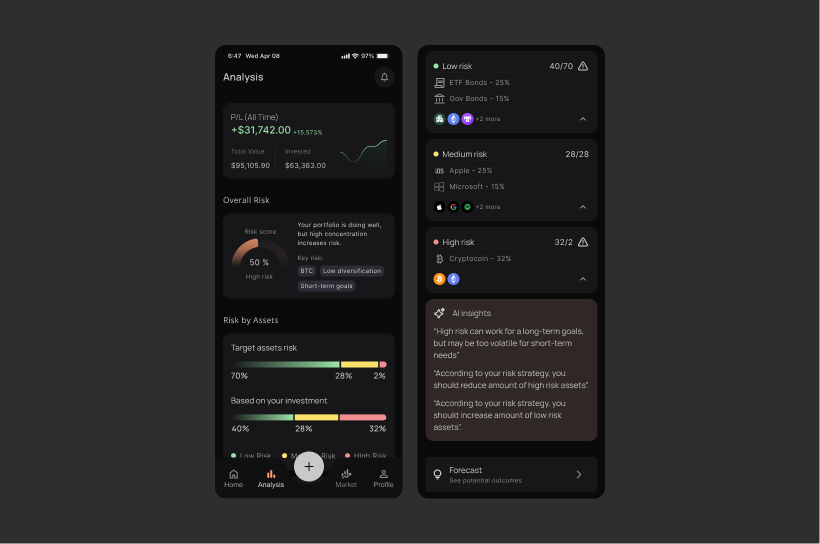 6:47 Wed Apr 08
97%
Analysis
P/L (All Time)
+$31,742.00 +15,573%
Total Value
Invested
$95,105.90
$63,363.00
Overall Risk
Risk score
50 %
High risk
Your portfolio is doing well,
but high concentration
increases risk.
Key risk:
BTC
Low diversification
Short-term goals
Risk by Assets
Target assets risk
70%
28%
2%
Based on your investment
40%
28%
32%
Low Risk
Risk
High Risk
+
Home
Analysis
Market
Profile
Low risk
40/70
ETF Bonds - 25%
Gov Bonds - 15%
+2 more
Medium risk
28/28
iOS
Apple - 25%
Microsoft - 15%
+2 more
High risk
32/2
Cryptocoin - 32%
AI insights
“High risk can work for a long-term goals,
but may be too volatile for short-term
needs”
“According to your risk strategy, you
should reduce amount of high risk assets”.
“According to your risk strategy, you
should increase amount of low risk
assets”.
Forecast
See potential outcomes